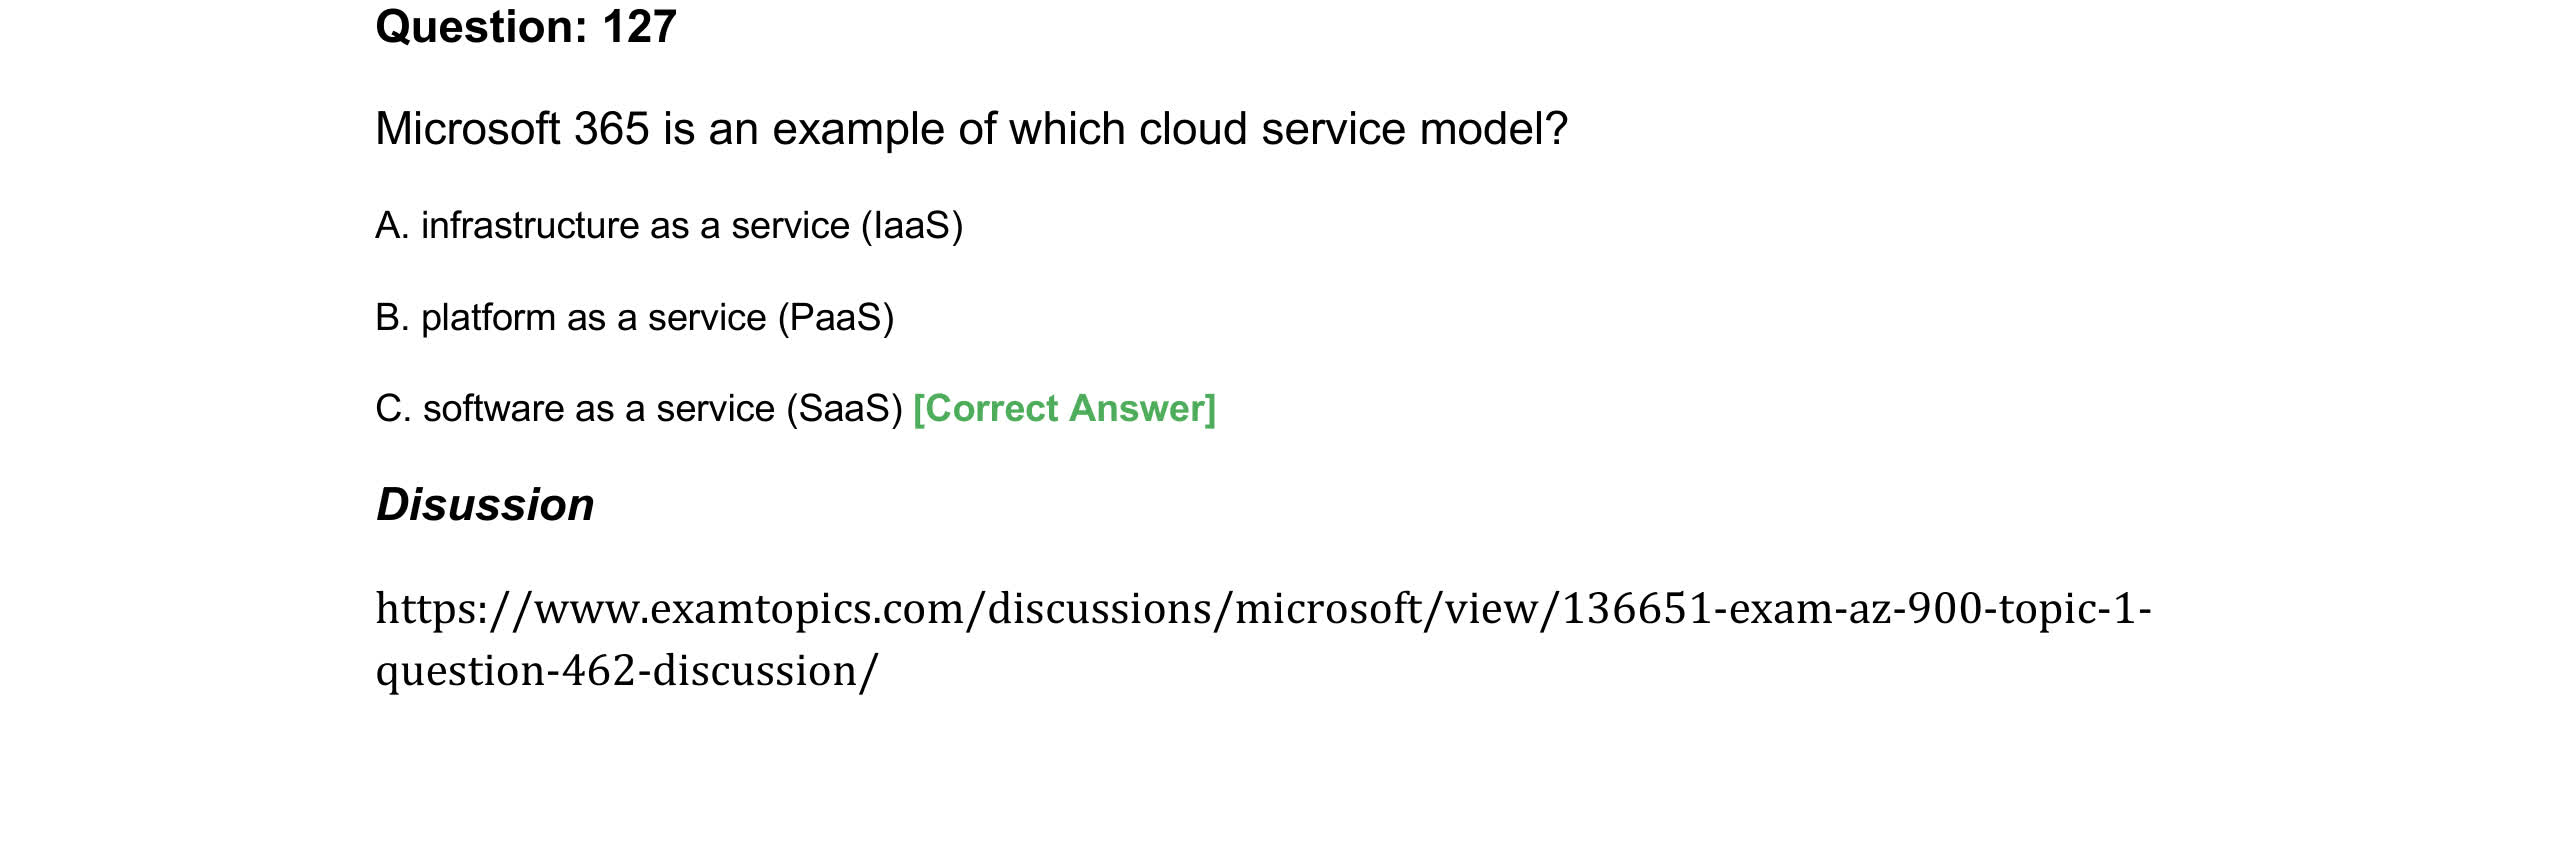 Question: 127
Microsoft 365 is an example of which cloud service model?
A. infrastructure as a service (IaaS)
B. platform as a service (PaaS)
C. software as a service (SaaS) [Correct Answer]
Disussion
https://www.examtopics.com/discussions/microsoft/view/136651-exam-az-900-topic-1-
question-462-discussion/